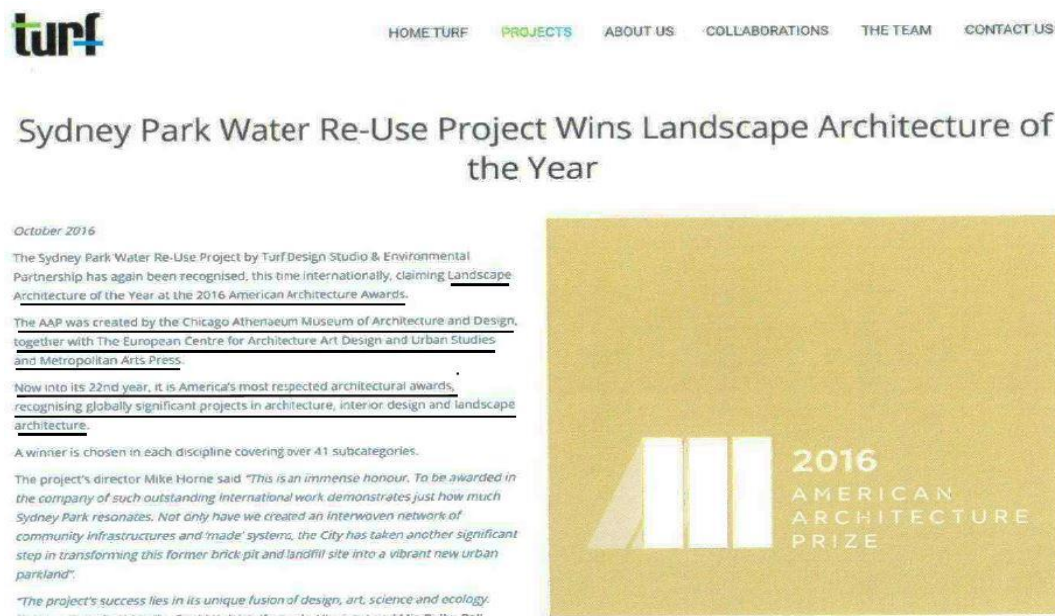 turf
HOME TURF PROJECTS ABOUT US COLLABORATIONS THE TEAM CONTACT US
Sydney Park Water Re-Use Project Wins Landscape Architecture of
the Year
October 2016
The Sydney Park Water Re-Use Project by Turf Design Studio & Environmental
Partnership has again been recognised, this time internationally, claiming Landscape
Architecture of the Year at the 2016 American Architecture Awards.
The AAP was created by the Chicago Athenaeum Museum of Architecture and Design,
together with The European Centre for Architecture Art Design and Urban Studies
and Metropolitan Arts Press.
Now into its 22nd year, it is America's most respected architectural awards,
recognising globally significant projects in architecture, interior design and landscape
architecture.
A winner is chosen in each discipline covering over 41 subcategories.
The project's director Mike Horne said "This is an immense honour. To be awarded in
the company of such outstanding international work demonstrates just how much
Sydney Park resonates. Not only have we created an interwoven network of
community infrastructures and 'made' systems, the City has taken another significant
step in transforming this former brick pit and landfill site into a vibrant new urban
parkland".
"The project's success lies in its unique fusion of design, art, science and ecology.
2016
AMERICAN
ARCHITECTURE
PRIZE